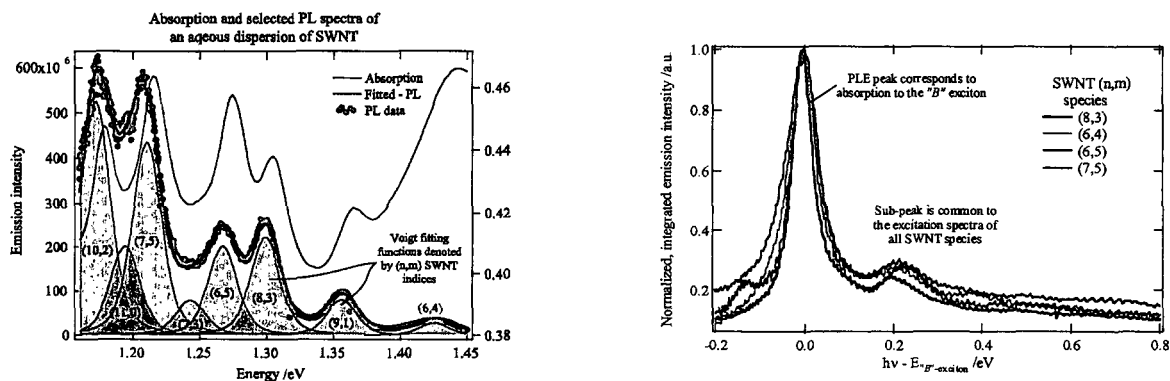 Absorption and selected PL spectra of
an aqeous dispersion of SWNT
600x10 6
500
400
300
200
100
0
Emission intensity
0.46
0.44
0.42
0.40
0.38
Absorption
Fitted - PL
PL data
(10,2)
(7,5)
(6,5)
(8,3)
(9,1)
(6,4)
Voigt fitting
functions denoted
by (n,m) SWNT
indices
1.20
1.25
1.30
1.35
1.40
1.45
Energy /eV
1.0
0.8
0.6
0.4
0.2
Normalized, integrated emission intensity /a.u.
PLE peak corresponds to
absorption to the "B" exciton
SWNT (n,m)
species
(8,3)
(6,4)
(6,5)
(7,5)
Sub-peak is common to
the excitation spectra of
all SWNT species
-0.2
0.0
0.2
0.4
0.6
0.8
hν - E"B"-exciton /eV